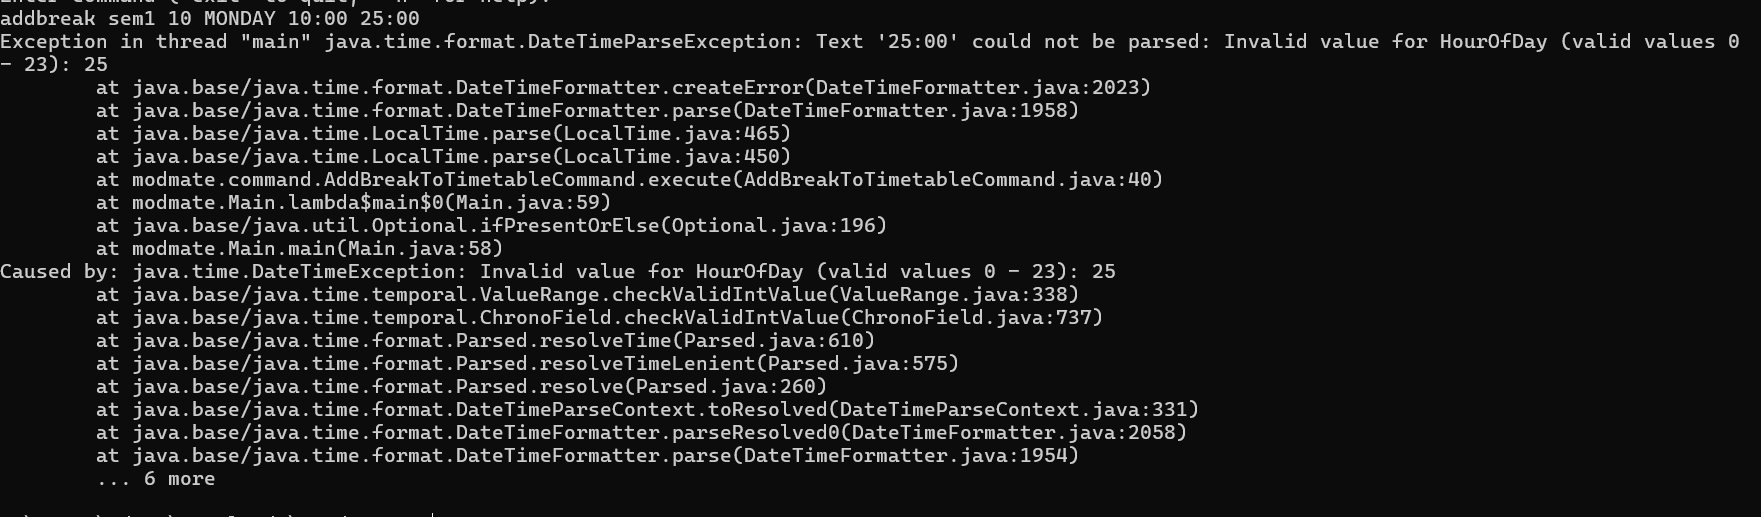 addbreak sem1 10 MONDAY 10:00 25:00
Exception in thread "main" java.time.format.DateTimeParseException: Text '25:00' could not be parsed: Invalid value for HourOfDay (valid values 0
- 23): 25
        at java.base/java.time.format.DateTimeFormatter.createError(DateTimeFormatter.java:2023)
        at java.base/java.time.format.DateTimeFormatter.parse(DateTimeFormatter.java:1958)
        at java.base/java.time.LocalTime.parse(LocalTime.java:465)
        at java.base/java.time.LocalTime.parse(LocalTime.java:450)
        at modmate.command.AddBreakToTimetableCommand.execute(AddBreakToTimetableCommand.java:40)
        at modmate.Main.lambda$main$0(Main.java:59)
        at java.base/java.util.Optional.ifPresentOrElse(Optional.java:196)
        at modmate.Main.main(Main.java:58)
Caused by: java.time.DateTimeException: Invalid value for HourOfDay (valid values 0 - 23): 25
        at java.base/java.time.temporal.ValueRange.checkValidIntValue(ValueRange.java:338)
        at java.base/java.time.temporal.ChronoField.checkValidIntValue(ChronoField.java:737)
        at java.base/java.time.format.Parsed.resolveTime(Parsed.java:610)
        at java.base/java.time.format.Parsed.resolveTimeLenient(Parsed.java:575)
        at java.base/java.time.format.Parsed.resolve(Parsed.java:260)
        at java.base/java.time.format.DateTimeParseContext.toResolved(DateTimeParseContext.java:331)
        at java.base/java.time.format.DateTimeFormatter.parseResolved0(DateTimeFormatter.java:2058)
        at java.base/java.time.format.DateTimeFormatter.parse(DateTimeFormatter.java:1954)
        ... 6 more